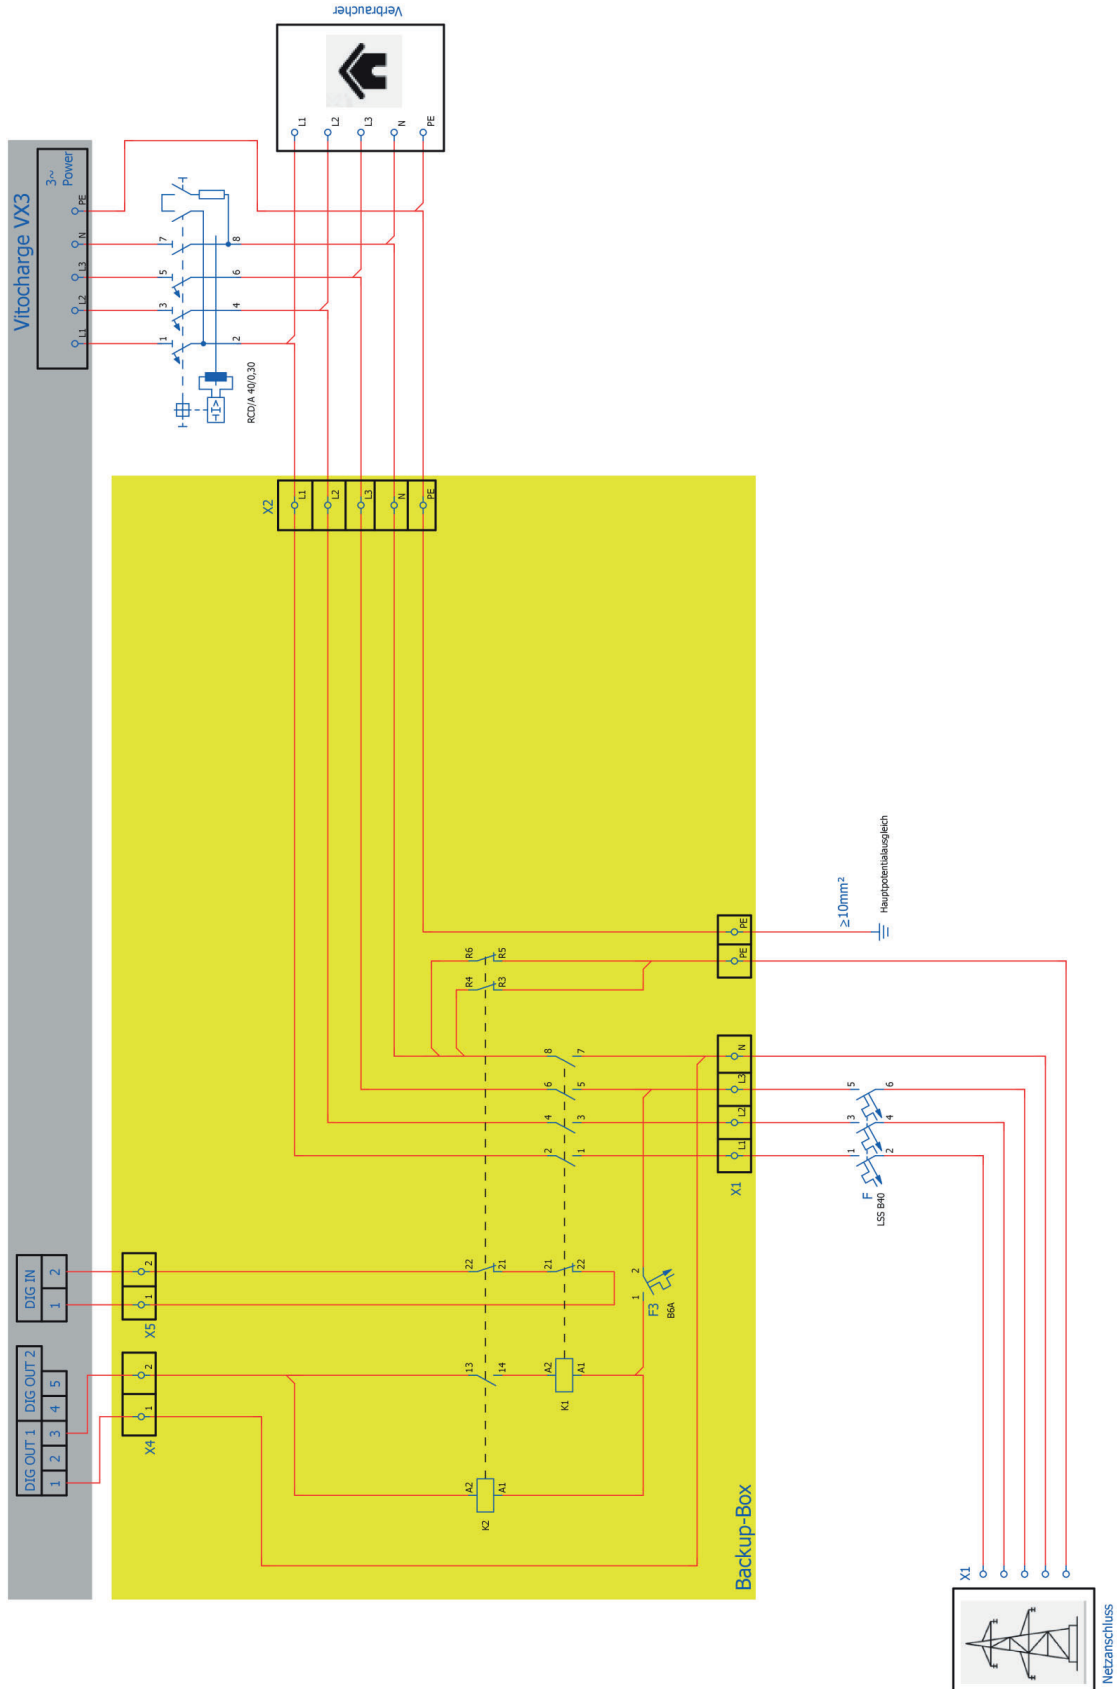 Verbraucher
L1
L2
L3
N
PE
Vitocharge VX3
3~
Power
L1
L2
L3
N
PE
1
3
5
7
2
4
6
8
I>
RCD/A 40/0,30
X2
L1
L2
L3
N
PE
≥10mm²
Hauptpotentialausgleich
PE
PE
R6
R5
R4
R3
8
7
6
5
4
3
2
1
N
L3
L2
L1
X1
5
6
3
4
1
2
F
LSS B40
DIG IN
1
2
X5
1
2
22
21
21
22
2
1
F3
B6A
DIG OUT 1
DIG OUT 2
1
2
3
4
5
X4
1
2
13
14
A2
A1
K1
A2
A1
K2
Backup-Box
X1
Netzanschluss